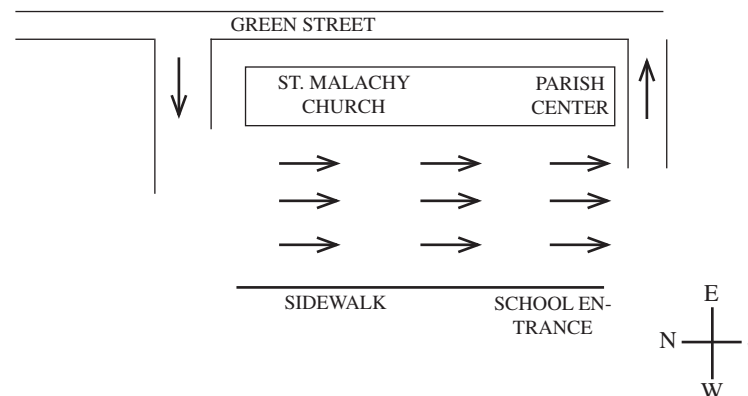 GREEN STREET
ST. MALACHY
CHURCH
PARISH
CENTER
SIDEWALK
SCHOOL EN-
TRANCE
E
N
W